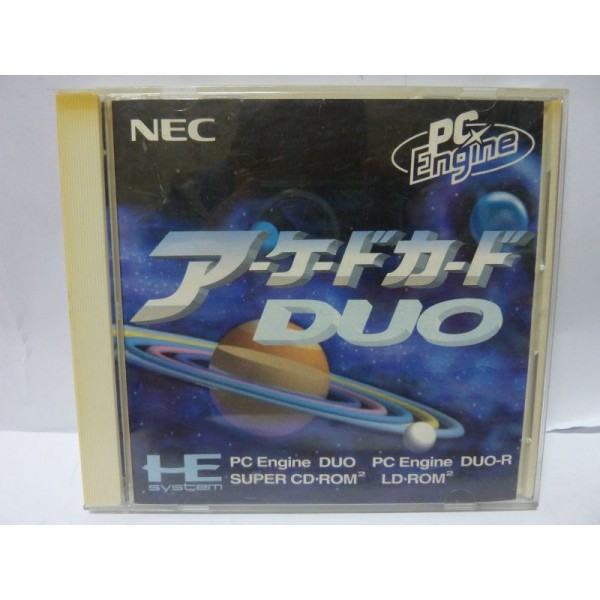 NEC
PC Engine
アーケードカード
DUO
HE system
PC Engine DUO PC Engine DUO-R
SUPER CD-ROM² LD-ROM²